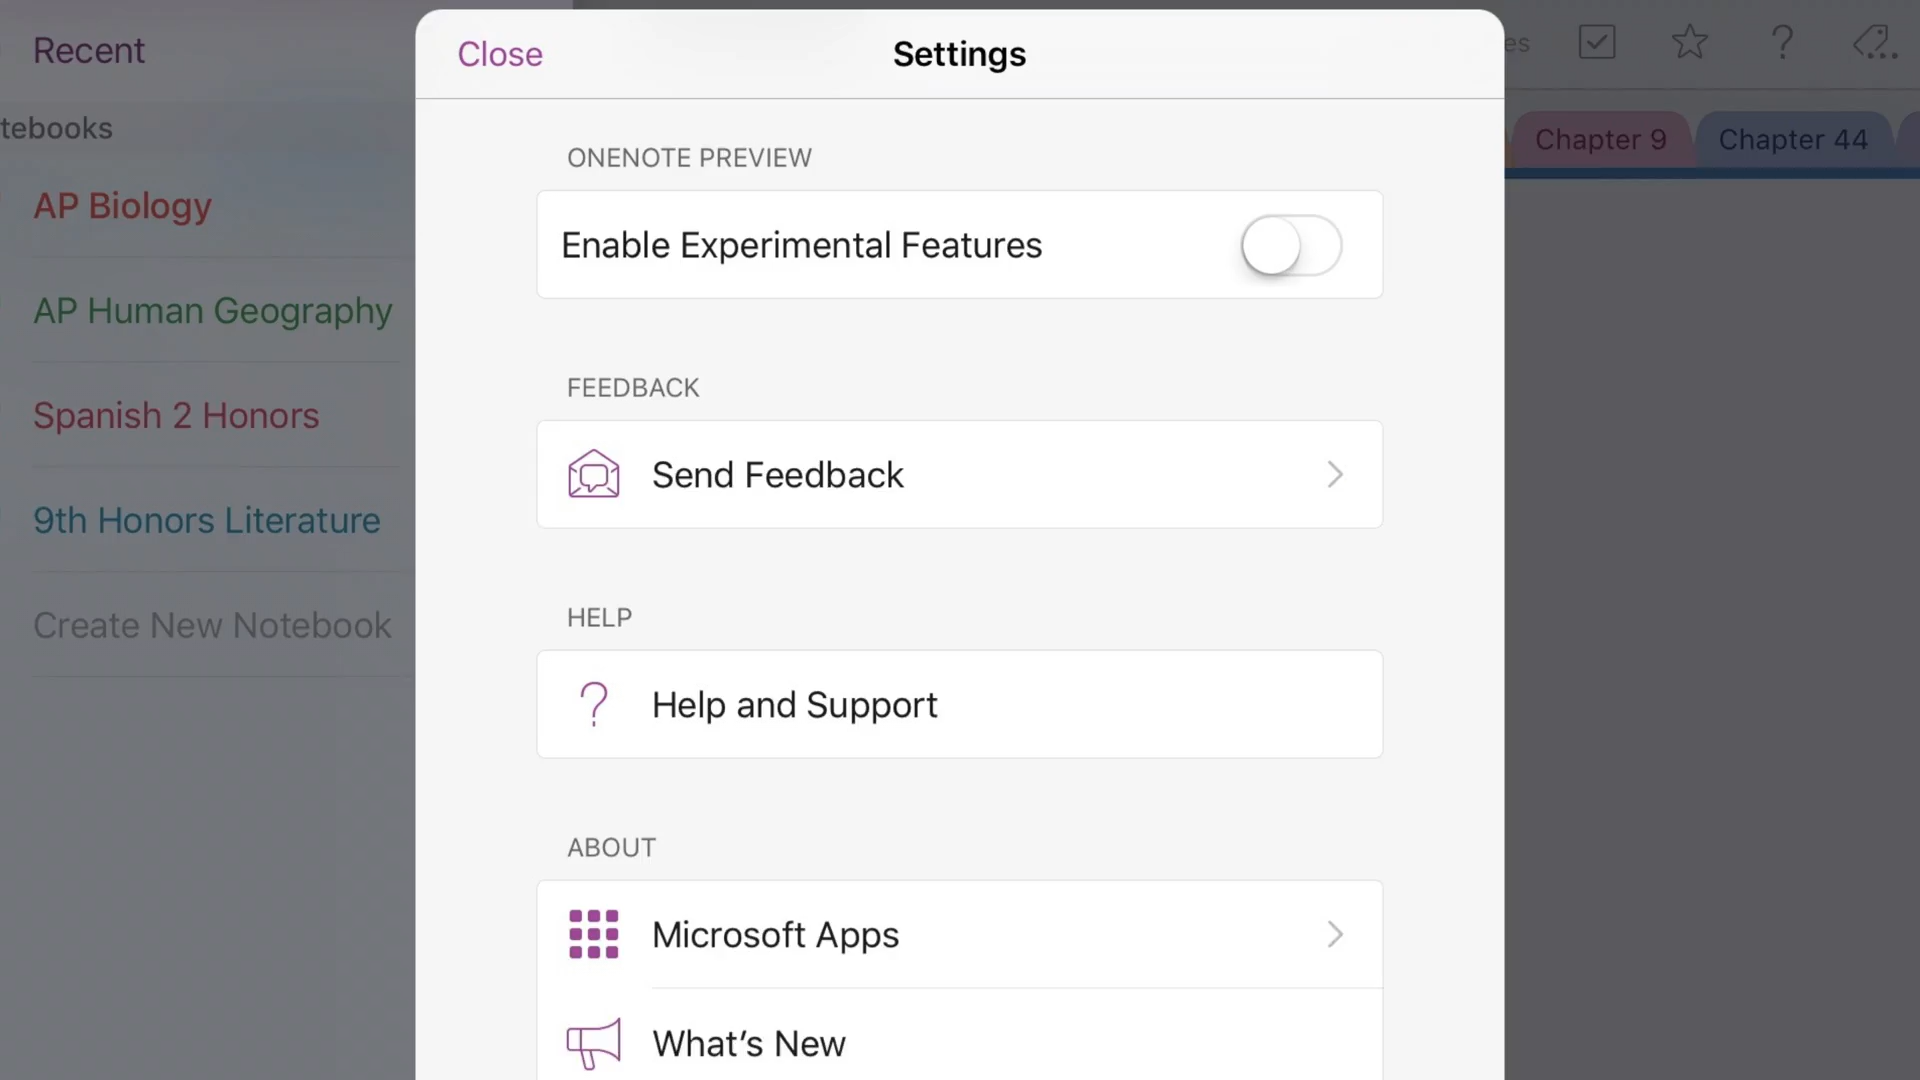 Recent
Close
Settings
es
tebooks
ONENOTE PREVIEW
Chapter 9
Chapter 44
AP Biology
Enable Experimental Features
AP Human Geography
FEEDBACK
Spanish 2 Honors
Send Feedback
9th Honors Literature
HELP
Create New Notebook
Help and Support
ABOUT
Microsoft Apps
What's New